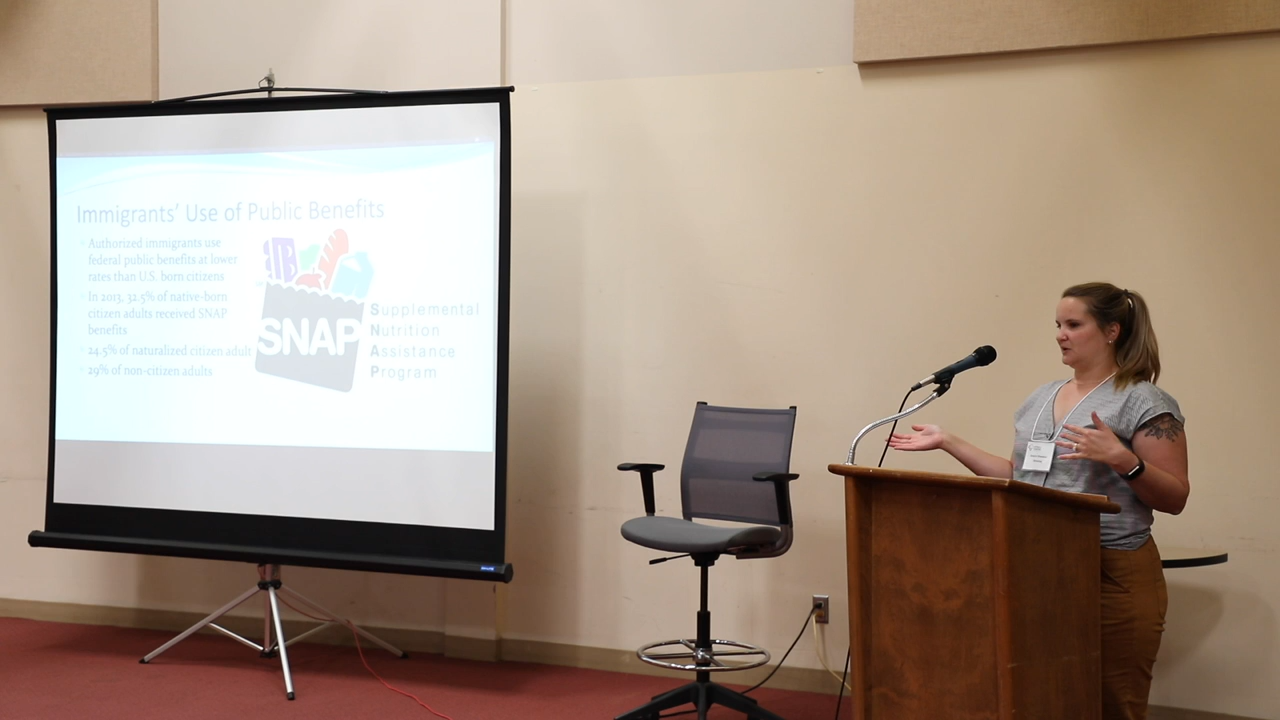 Immigrants' Use of Public Benefits
Authorized immigrants use
federal public benefits at lower
rates than U.S. born citizens
In 2013, 32.5% of native-born
citizen adults received SNAP
benefits
24.5% of naturalized citizen adult
29% of non-citizen adults
SNAP
Supplemental
Nutrition
Assistance
Program